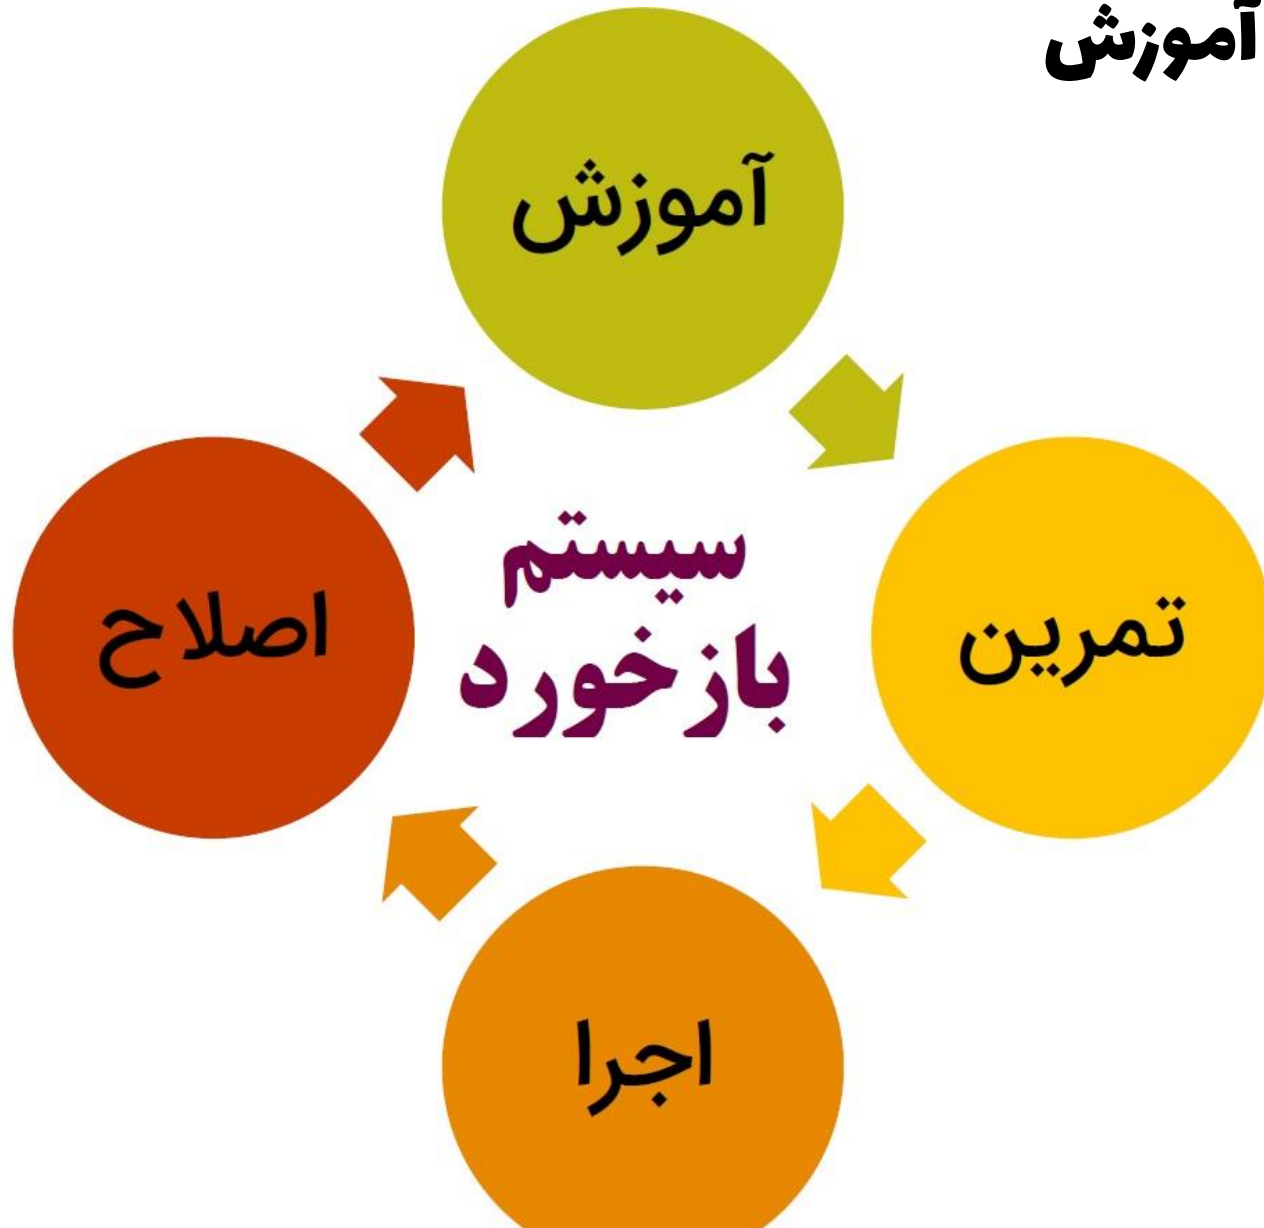 آموزش
آموزش
تمرین
سیستم
بازخورد
اصلاح
اجرا